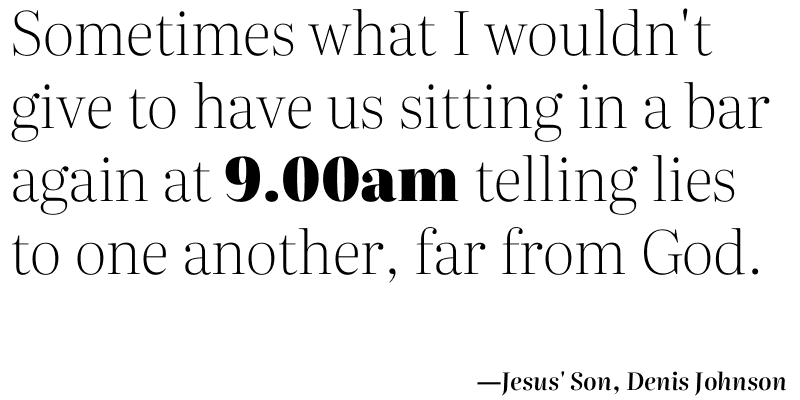 Sometimes what I wouldn't
give to have us sitting in a bar
again at 9.00am telling lies
to one another, far from God.
—Jesus' Son, Denis Johnson